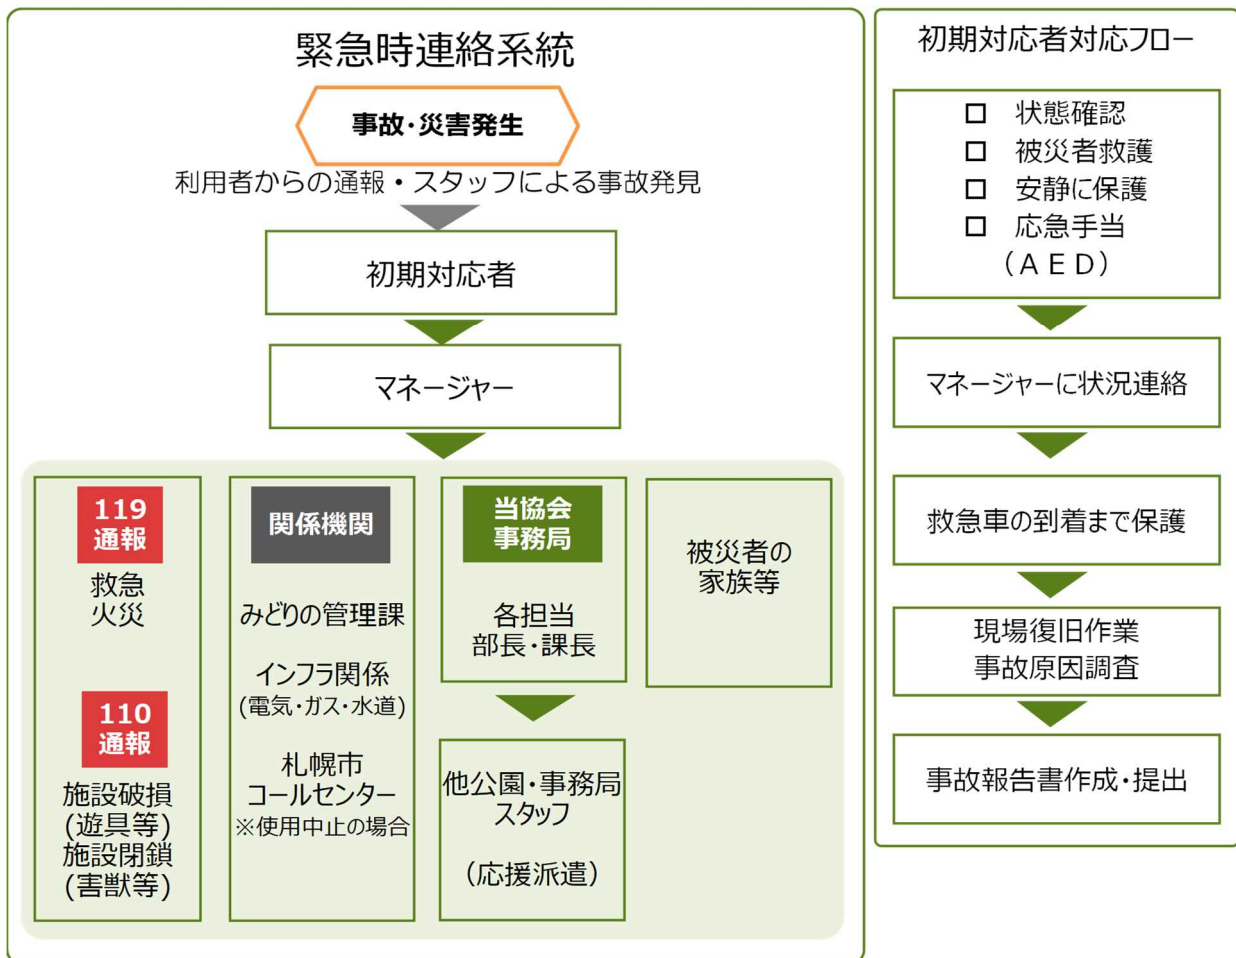 緊急時連絡系統
事故・災害発生
利用者からの通報・スタッフによる事故発見
初期対応者
マネージャー
119
通報
救急
火災
110
通報
施設破損
(遊具等)
施設閉鎖
(害獣等)
関係機関
みどりの管理課
インフラ関係
(電気・ガス・水道)
札幌市
コールセンター
※使用中止の場合
当協会
事務局
各担当
部長・課長
他公園・事務局
スタッフ
（応援派遣）
被災者の
家族等
初期対応者対応フロー
□ 状態確認
□ 被災者救護
□ 安静に保護
□ 応急手当
（ＡＥＤ）
マネージャーに状況連絡
救急車の到着まで保護
現場復旧作業
事故原因調査
事故報告書作成・提出